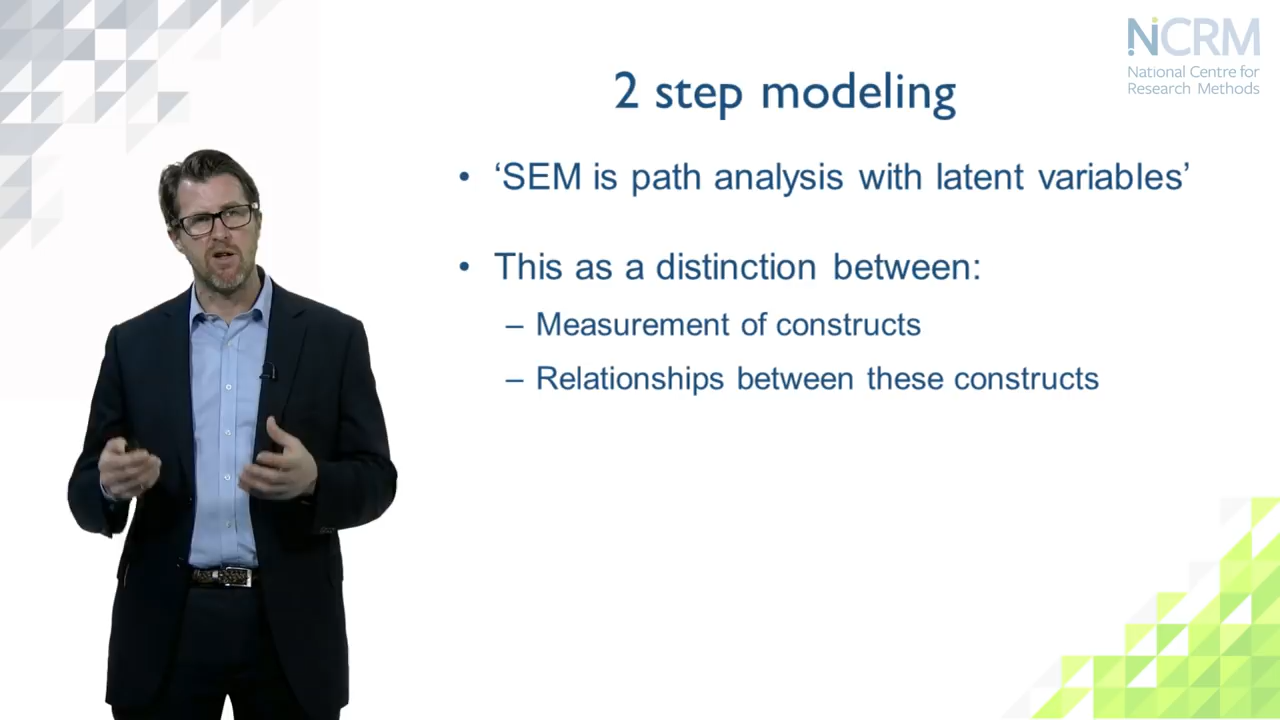 NCRM
National Centre for
Research Methods
2 step modeling
• ‘SEM is path analysis with latent variables’
• This as a distinction between:
– Measurement of constructs
– Relationships between these constructs